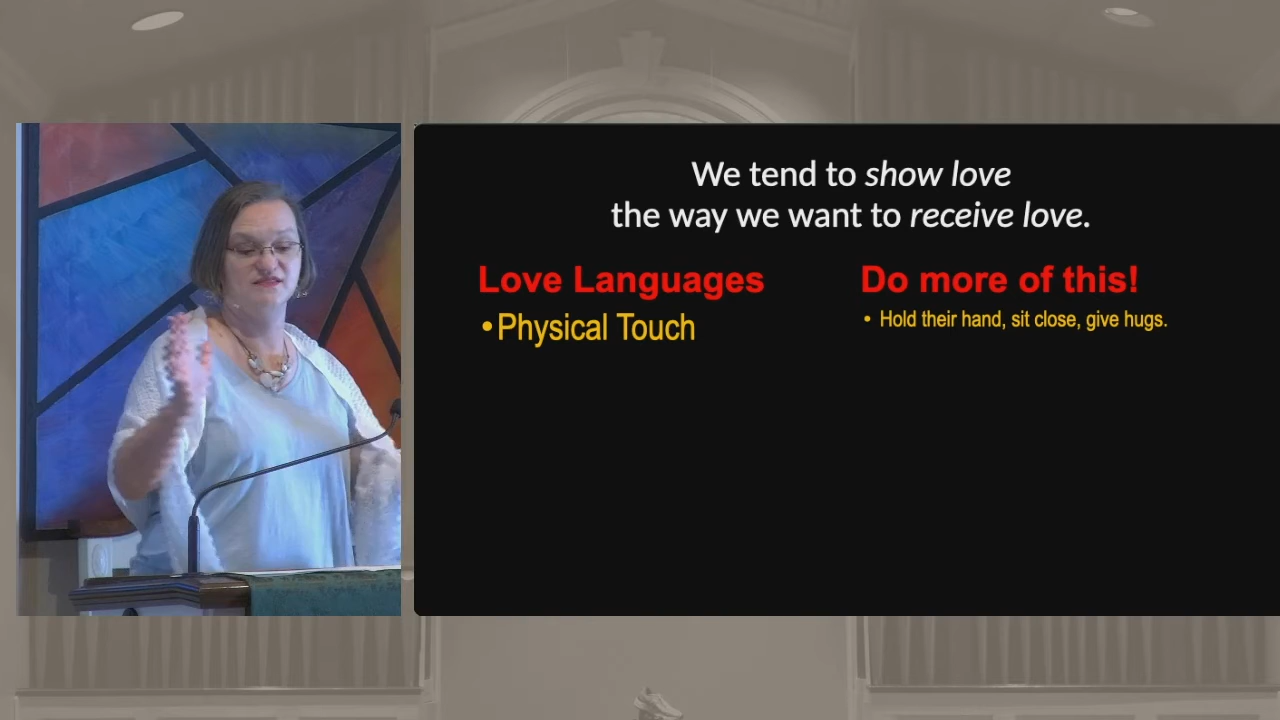 We tend to show love
the way we want to receive love.
Love Languages
•Physical Touch
Do more of this!
• Hold their hand, sit close, give hugs.